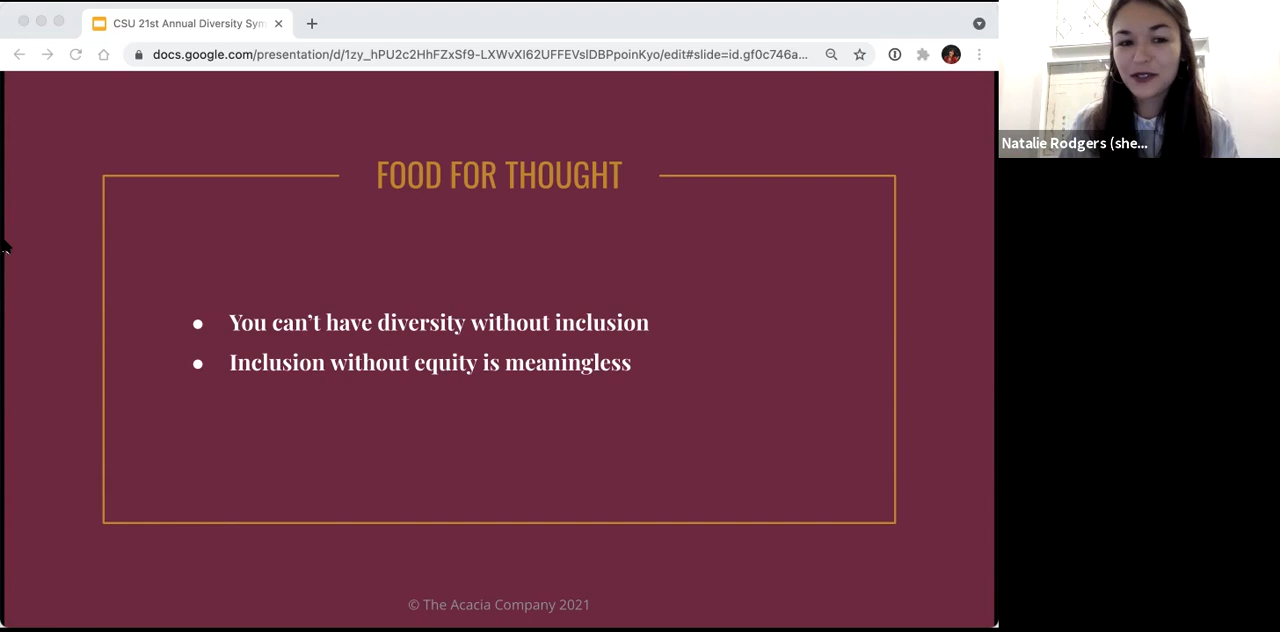 CSU 21st Annual Diversity Sym
docs.google.com/presentation/d/1zy_hPU2c2HhFZxSf9-LXWvXI62UFFEVslDBPpoinKyo/edit#slide=id.gf0c746a...
Natalie Rodgers (she...
FOOD FOR THOUGHT
● You can’t have diversity without inclusion
● Inclusion without equity is meaningless
© The Acacia Company 2021